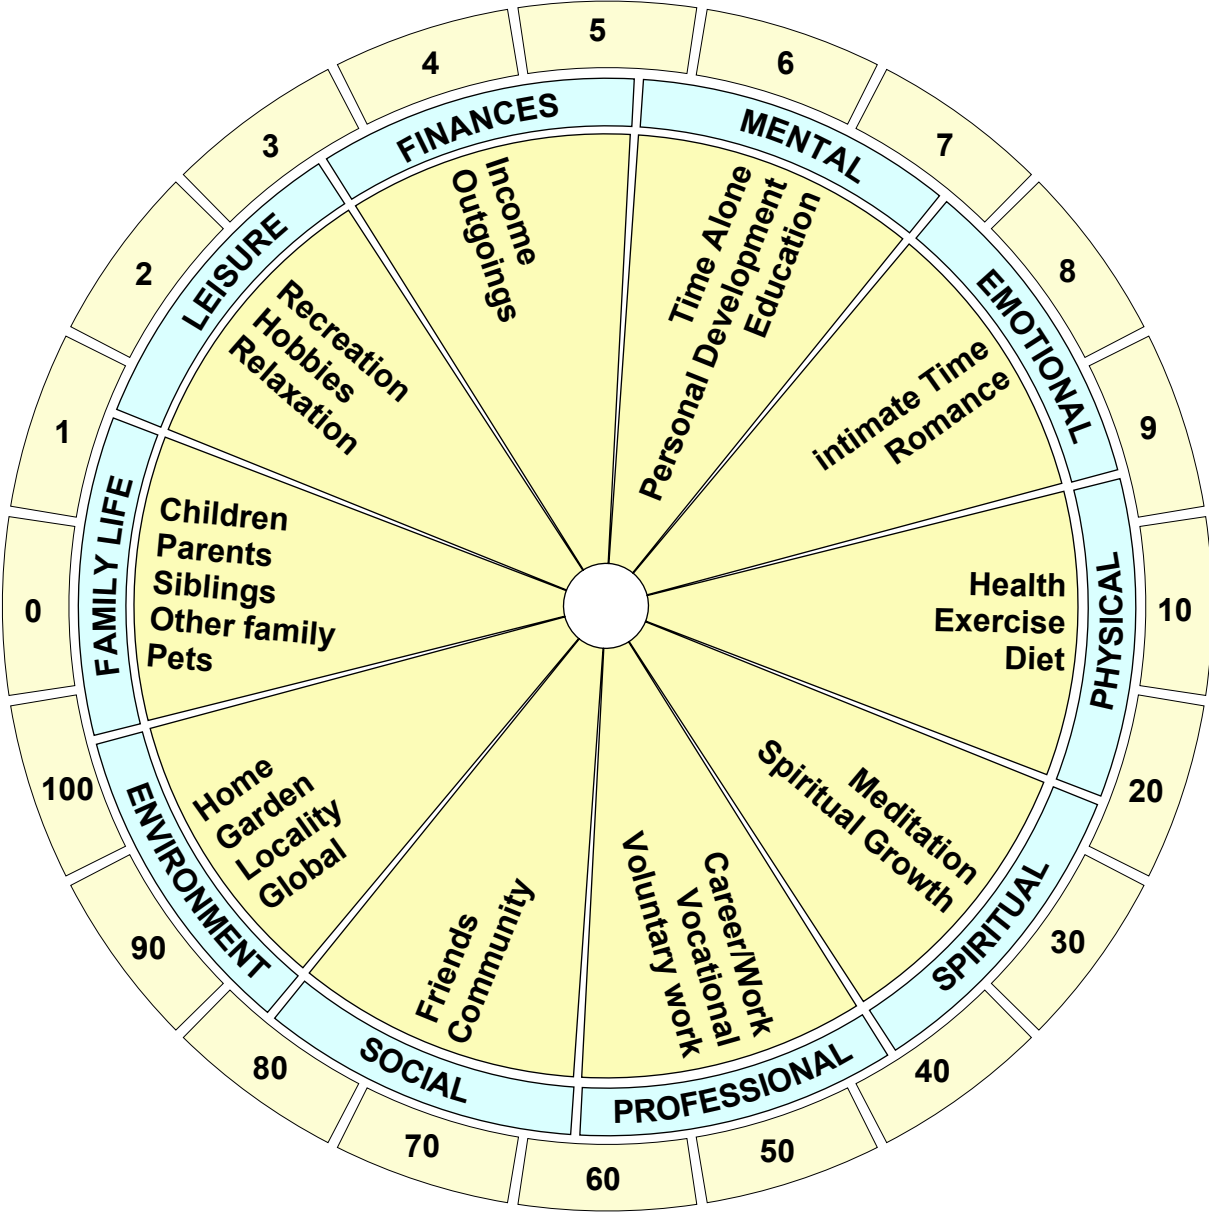 0
1
2
3
4
5
6
7
8
9
10
20
30
40
50
60
70
80
90
100
FINANCES
Income
Outgoings
MENTAL
Time Alone
Personal Development
Education
EMOTIONAL
intimate Time
Romance
PHYSICAL
Health
Exercise
Diet
SPIRITUAL
Meditation
Spiritual Growth
PROFESSIONAL
Career/Work
Vocational
Voluntary work
SOCIAL
Friends
Community
ENVIRONMENT
Home
Garden
Locality
Global
FAMILY LIFE
Children
Parents
Siblings
Other family
Pets
LEISURE
Recreation
Hobbies
Relaxation